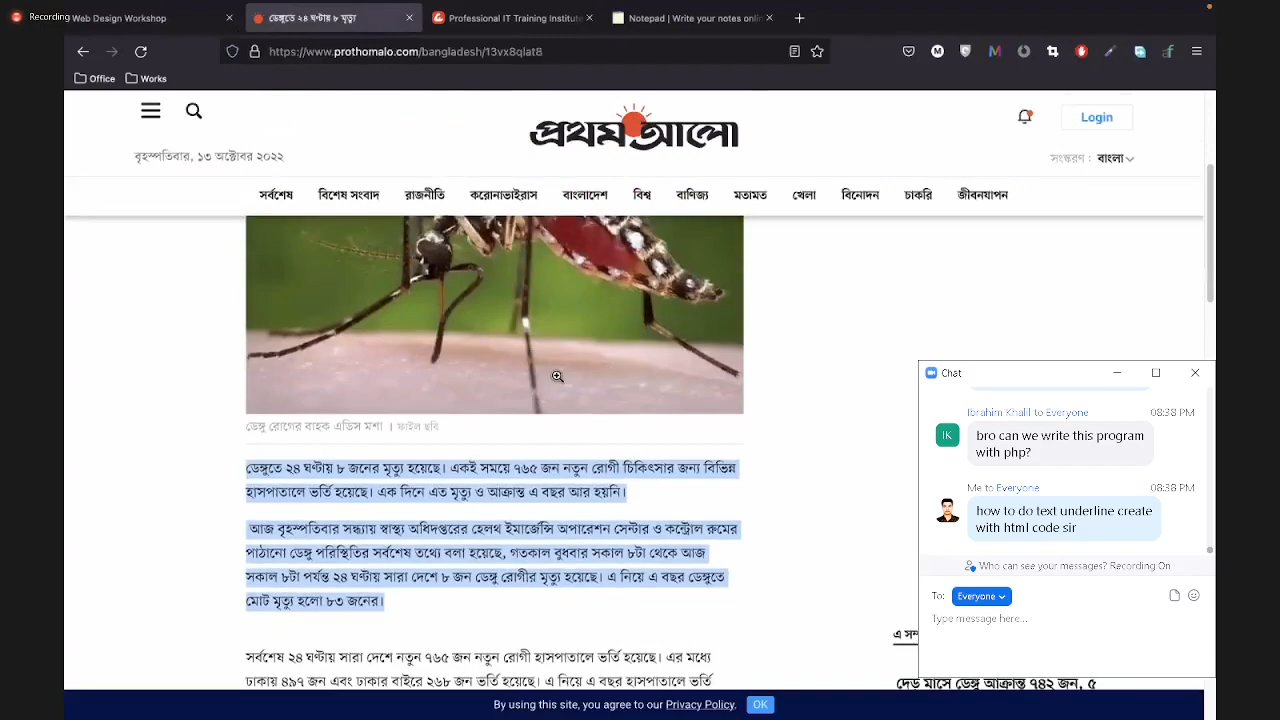 Recording
Web Design Workshop
ডেঙ্গুতে ২৪ ঘণ্টায় ৮ মৃত্যু
Professional IT Training Institute
Notepad | Write your notes onli
https://www.prothomalo.com/bangladesh/13vx8qlat8
Office
Works
প্রথম আলো
Login
বৃহস্পতিবার, ১৩ অক্টোবর ২০২২
সংস্করণ : বাংলা
সর্বশেষ বিশেষ সংবাদ রাজনীতি করোনাভাইরাস বাংলাদেশ বিশ্ব বাণিজ্য মতামত খেলা বিনোদন চাকরি জীবনযাপন
ডেঙ্গু রোগের বাহক এডিস মশা | ফাইল ছবি
ডেঙ্গুতে ২৪ ঘণ্টায় ৮ জনের মৃত্যু হয়েছে। একই সময়ে ৭৬৫ জন নতুন রোগী চিকিৎসার জন্য বিভিন্ন
হাসপাতালে ভর্তি হয়েছে। এক দিনে এত মৃত্যু ও আক্রান্ত এ বছর আর হয়নি।
আজ বৃহস্পতিবার সন্ধ্যায় স্বাস্থ্য অধিদপ্তরের হেলথ ইমার্জেন্সি অপারেশন সেন্টার ও কন্ট্রোল রুমের
পাঠানো ডেঙ্গু পরিস্থিতির সর্বশেষ তথ্যে বলা হয়েছে, গতকাল বুধবার সকাল ৮টা থেকে আজ
সকাল ৮টা পর্যন্ত ২৪ ঘণ্টায় সারা দেশে ৮ জন ডেঙ্গু রোগীর মৃত্যু হয়েছে। এ নিয়ে এ বছর ডেঙ্গুতে
মোট মৃত্যু হলো ৮৩ জনের।
সর্বশেষ ২৪ ঘণ্টায় সারা দেশে নতুন ৭৬৫ জন নতুন রোগী হাসপাতালে ভর্তি হয়েছে। এর মধ্যে
ঢাকায় ৪৯৭ জন এবং ঢাকার বাইরে ২৬৮ জন ভর্তি হয়েছে। এ নিয়ে এ বছর হাসপাতালে ভর্তি
এ সম্প
দেড় মাসে ডেঙ্গু আক্রান্ত ৭৪২ জন, ৫
By using this site, you agree to our Privacy Policy. OK
Chat
Ibrahim Khalil to Everyone 08:38 PM
IK
bro can we write this program
with php?
Me to Everyone 08:38 PM
how to do text underline create
with html code sir
Who can see your messages? Recording On
To: Everyone
Type message here...